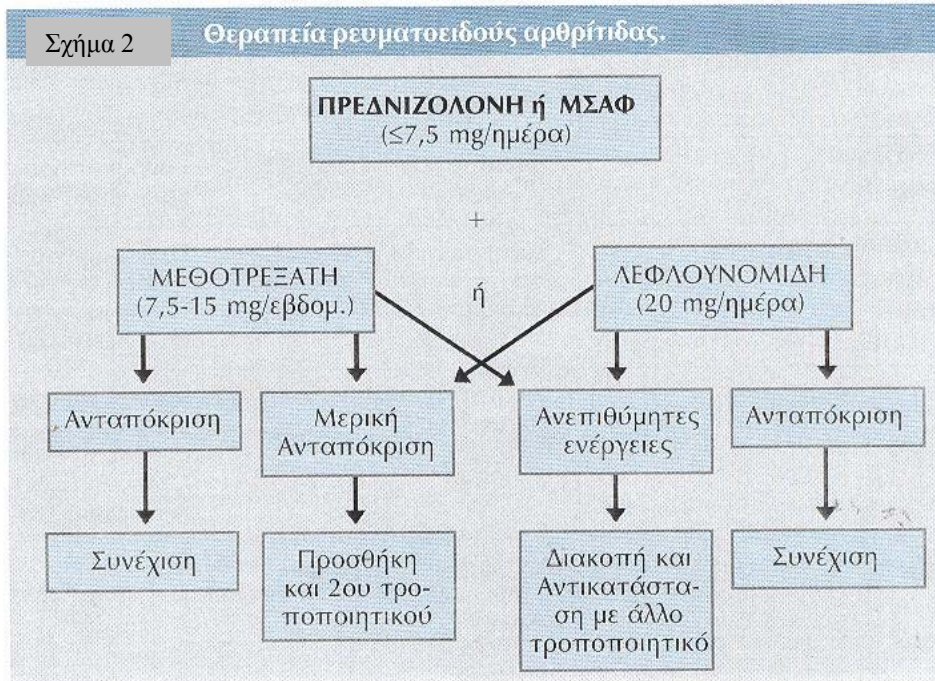 Σχήμα 2
Θεραπεία ρευματοειδούς αρθρίτιδας.
ΠΡΕΔΝΙΖΟΛΟΝΗ ή ΜΣΑΦ
(≤7,5 mg/ημέρα)
+
ΜΕΘΟΤΡΕΞΑΤΗ
(7,5-15 mg/εβδομ.)
ή
ΛΕΦΛΟΥΝΟΜΙΔΗ
(20 mg/ημέρα)
Ανταπόκριση
Μερική
Ανταπόκριση
Ανεπιθύμητες
ενέργειες
Ανταπόκριση
Συνέχιση
Προσθήκη
και 2ου τρο-
ποποιητικού
Διακοπή και
Αντικατάστα-
ση με άλλο
τροποποιητικό
Συνέχιση